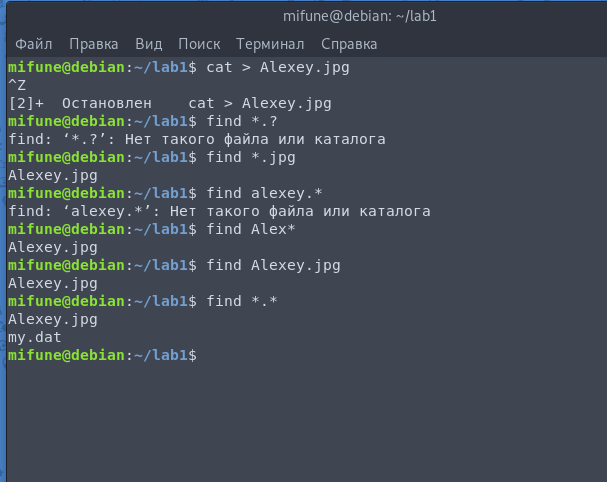 mifune@debian: ~/lab1
Файл Правка Вид Поиск Терминал Справка
mifune@debian:~/lab1$ cat > Alexey.jpg
^Z
[2]+  Остановлен    cat > Alexey.jpg
mifune@debian:~/lab1$ find *.?
find: ‘*.?’: Нет такого файла или каталога
mifune@debian:~/lab1$ find *.jpg
Alexey.jpg
mifune@debian:~/lab1$ find alexey.*
find: ‘alexey.*’: Нет такого файла или каталога
mifune@debian:~/lab1$ find Alex*
Alexey.jpg
mifune@debian:~/lab1$ find Alexey.jpg
Alexey.jpg
mifune@debian:~/lab1$ find *.*
Alexey.jpg
my.dat
mifune@debian:~/lab1$